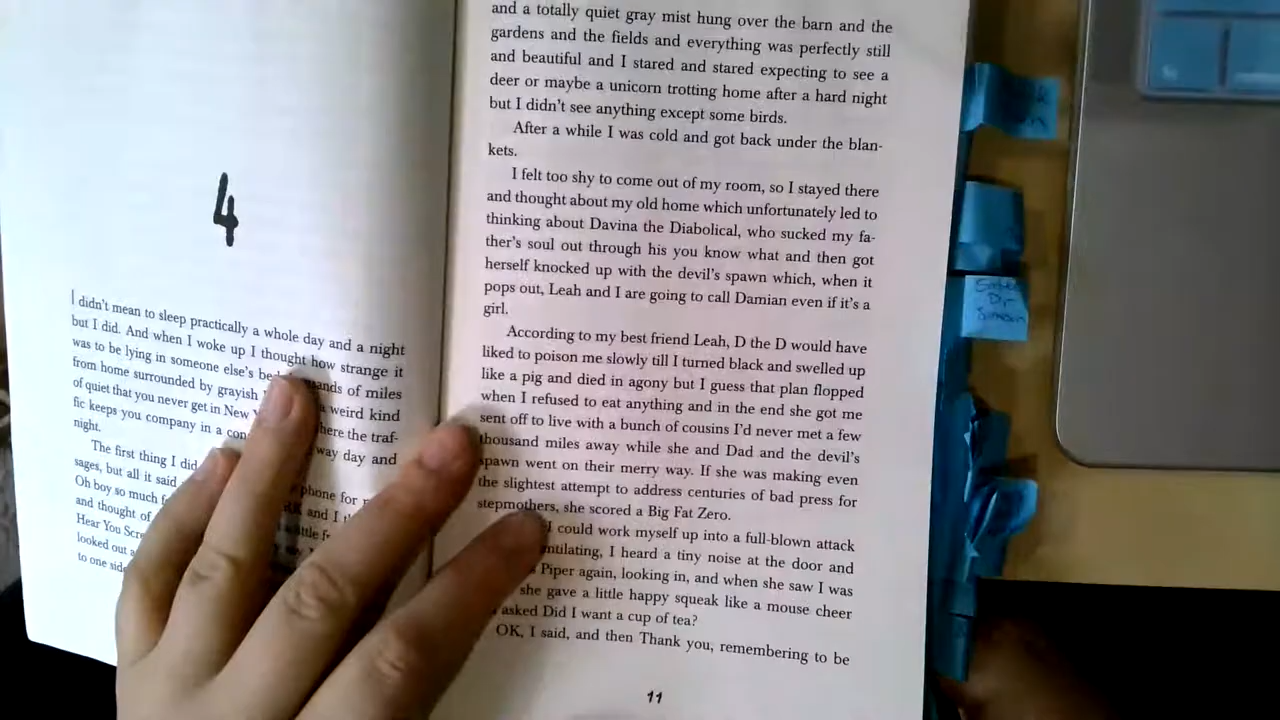 4
I didn't mean to sleep practically a whole day and a night
but I did. And when I woke up I thought how strange it
was to be lying in someone else's bed of miles
from home surrounded by grayish a weird kind
of quiet that you never get in New here the traf-
fic keeps you company in a way day and
night.
The first thing I did phone for
sages, but all it said and I
Oh boy so much little
and thought of
Hear You
looked out
to one side
and a totally quiet gray mist hung over the barn and the
gardens and the fields and everything was perfectly still
and beautiful and I stared and stared expecting to see a
deer or maybe a unicorn trotting home after a hard night
but I didn't see anything except some birds.
After a while I was cold and got back under the blan-
kets.
I felt too shy to come out of my room, so I stayed there
and thought about my old home which unfortunately led to
thinking about Davina the Diabolical, who sucked my fa-
ther's soul out through his you know what and then got
herself knocked up with the devil's spawn which, when it
pops out, Leah and I are going to call Damian even if it's a
girl.
According to my best friend Leah, D the D would have
liked to poison me slowly till I turned black and swelled up
like a pig and died in agony but I guess that plan flopped
when I refused to eat anything and in the end she got me
sent off to live with a bunch of cousins I'd never met a few
thousand miles away while she and Dad and the devil's
spawn went on their merry way. If she was making even
the slightest attempt to address centuries of bad press for
stepmothers, she scored a Big Fat Zero.
I could work myself up into a full-blown attack
ntilating, I heard a tiny noise at the door and
Piper again, looking in, and when she saw I was
she gave a little happy squeak like a mouse cheer
asked Did I want a cup of tea?
OK, I said, and then Thank you, remembering to be
11
Dr